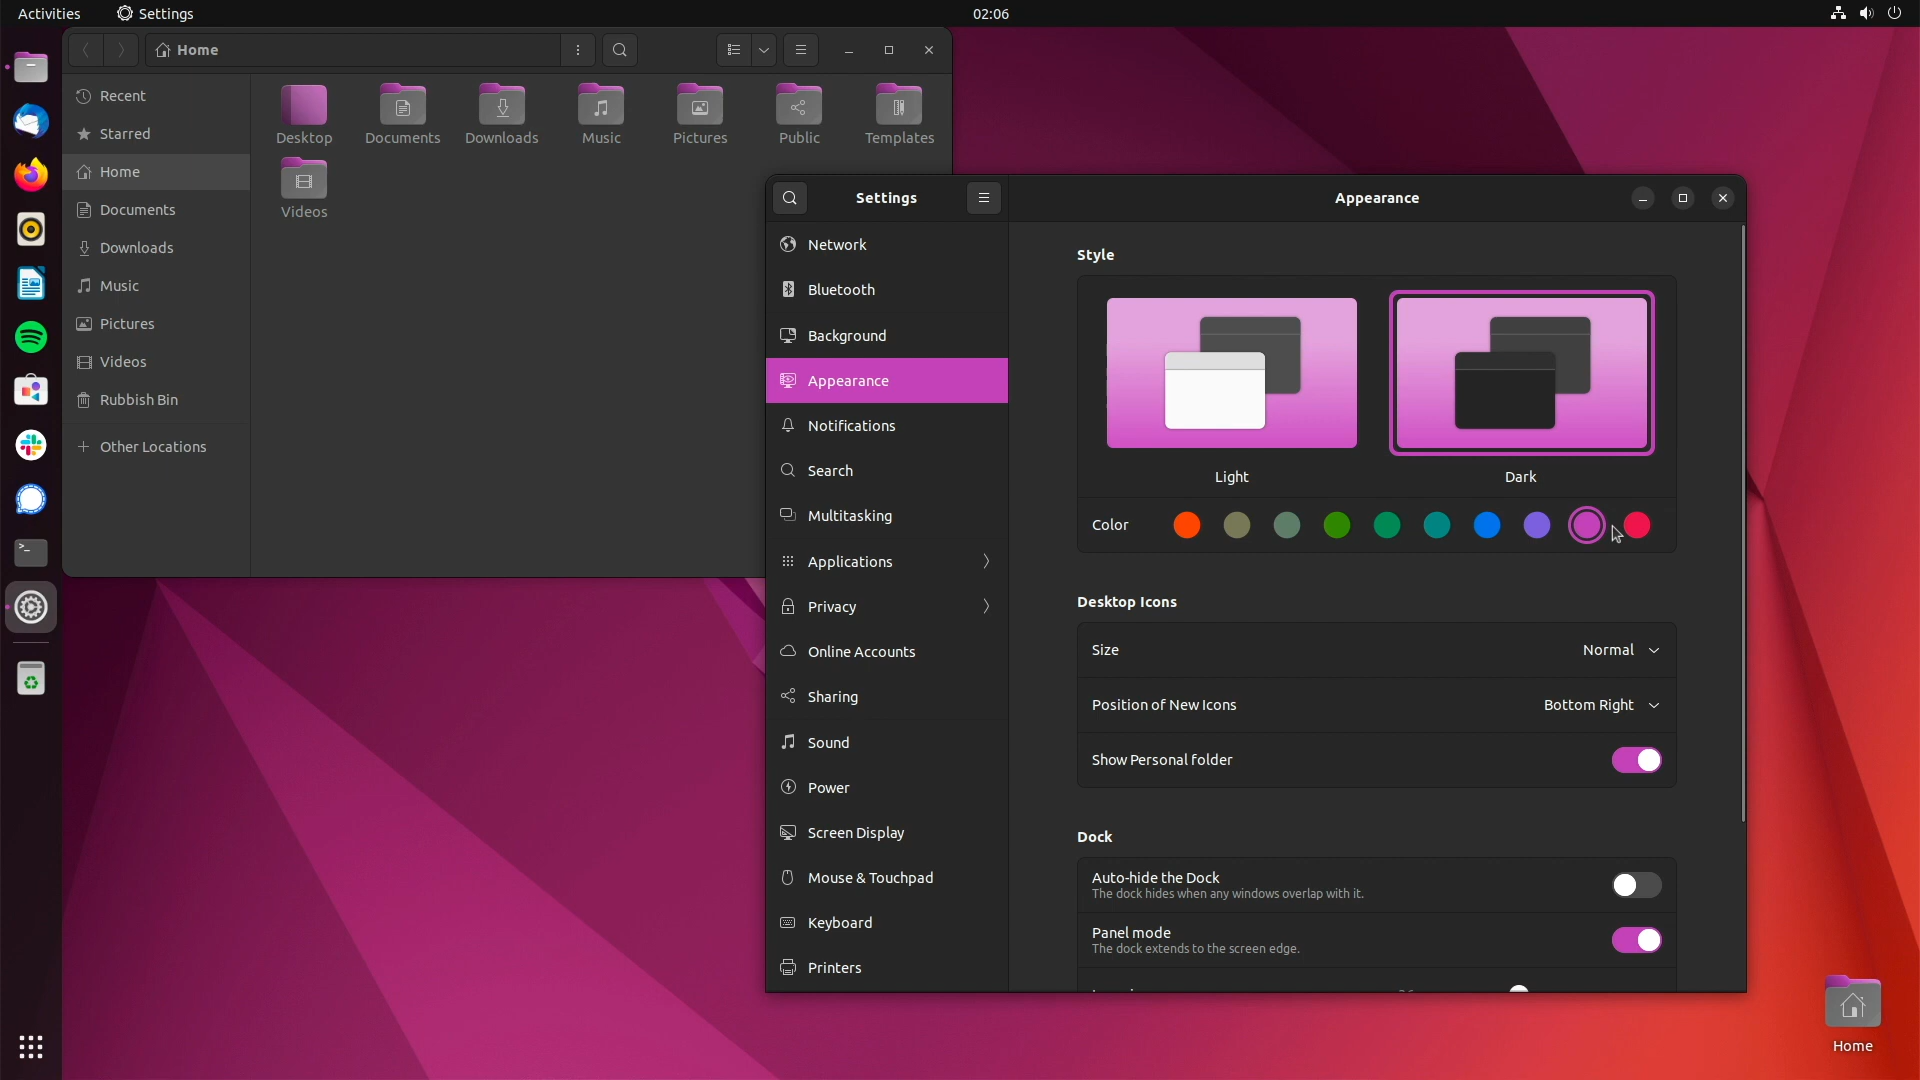 Activities
Settings
02:06
Home
Recent
Starred
Home
Documents
Downloads
Music
Pictures
Videos
Rubbish Bin
Other Locations
Desktop
Documents
Downloads
Music
Pictures
Public
Templates
Videos
Settings
Network
Bluetooth
Background
Appearance
Notifications
Search
Multitasking
Applications
Privacy
Online Accounts
Sharing
Sound
Power
Screen Display
Mouse & Touchpad
Keyboard
Printers
Appearance
Style
Light
Dark
Color
Desktop Icons
Size
Normal
Position of New Icons
Bottom Right
Show Personal folder
Dock
Auto-hide the Dock
The dock hides when any windows overlap with it.
Panel mode
The dock extends to the screen edge.
Home